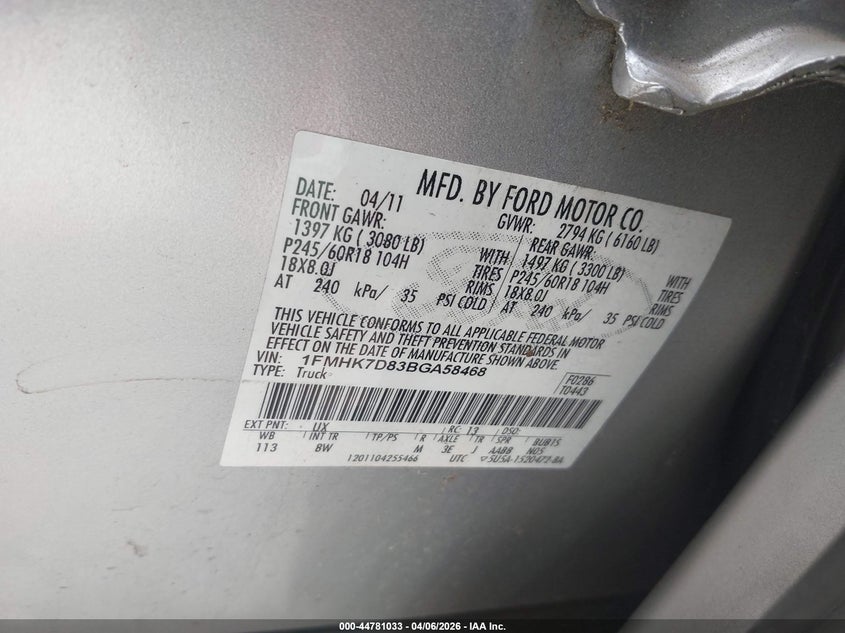 MFD. BY FORD MOTOR CO.
DATE: 04/11
GVWR: 2794 KG ( 6160 LB)
FRONT GAWR:
REAR GAWR:
1397 KG ( 3080 LB) WITH
1497 KG ( 3300 LB) WITH
P245/60R18 104H TIRES
P245/60R18 104H TIRES
18X8.0J RIMS
18X8.0J RIMS
AT 240 kPa/ 35 PSI COLD
AT 240 kPa/ 35 PSI COLD
THIS VEHICLE CONFORMS TO ALL APPLICABLE FEDERAL MOTOR
VEHICLE SAFETY AND THEFT PREVENTION STANDARDS IN
EFFECT ON THE DATE OF MANUFACTURE SHOWN ABOVE.
VIN: 1FMHK7D83BGA58468
TYPE: Truck
F0286
T0443
EXT PNT: UX RC: 13 DSO:
WB INT TR TP/PS R AXLE TR SPR
113 BW M 3E J AABB
1201104255466 UTC
000-44781033 - 04/06/2026 - IAA Inc.